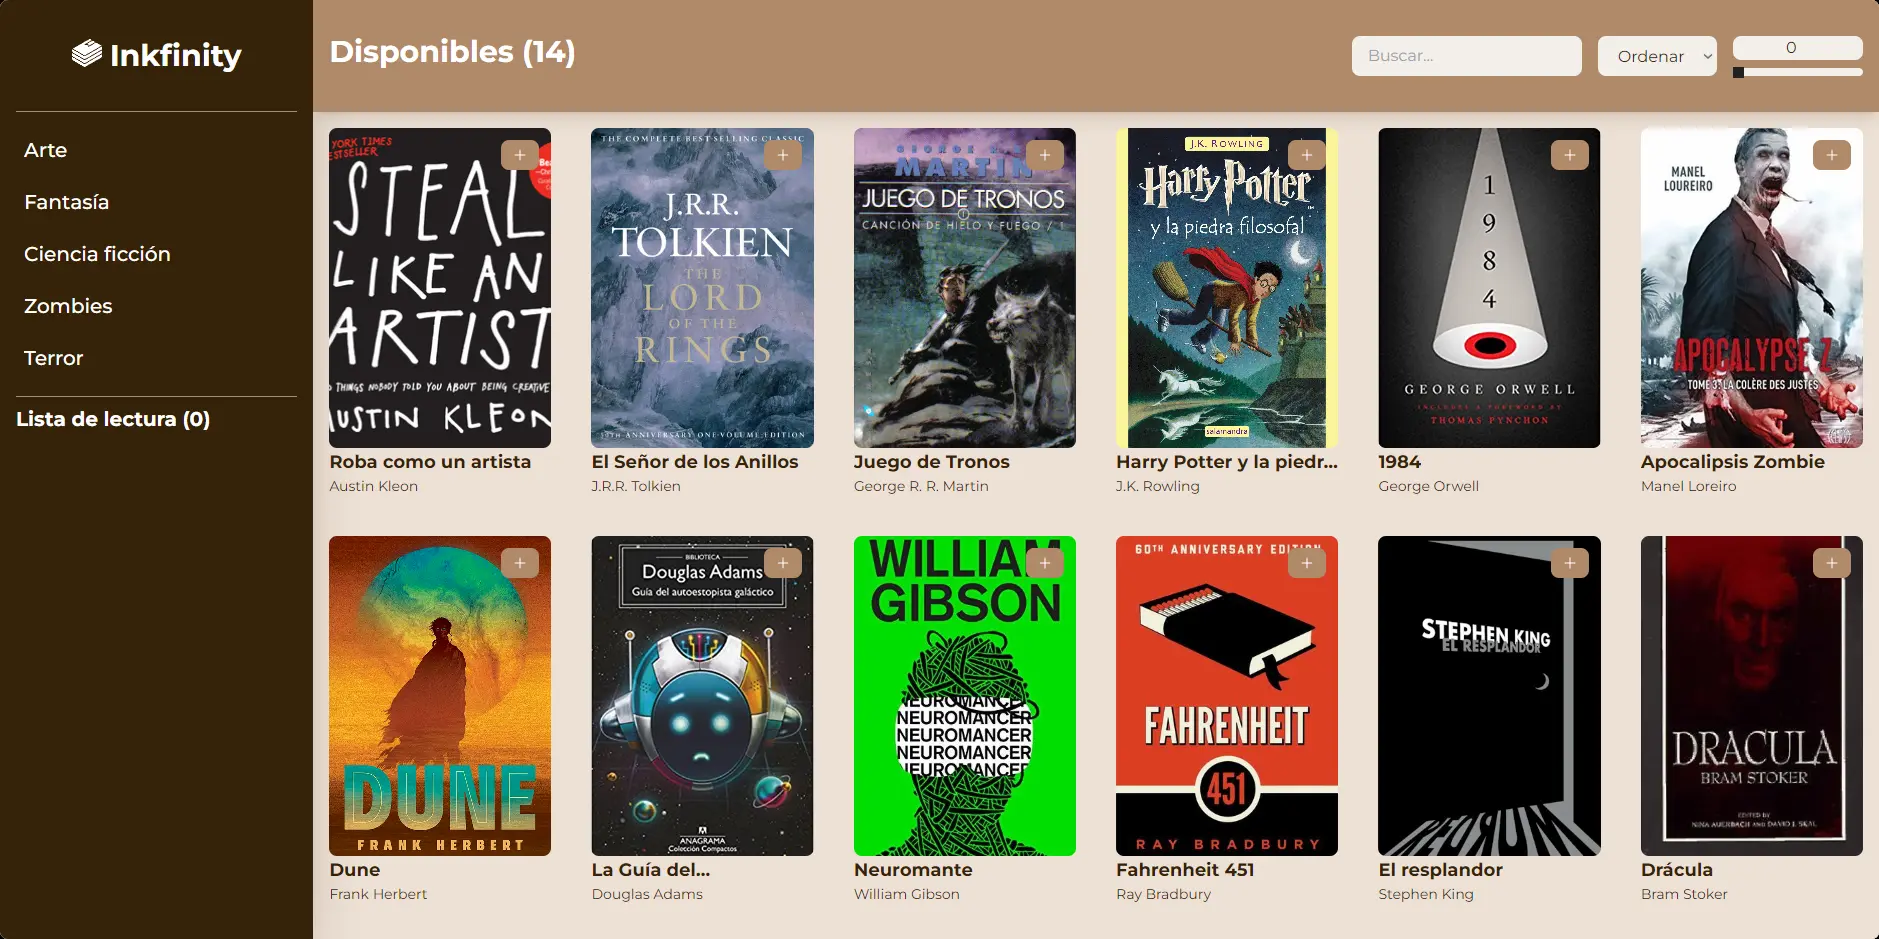 Inkfinity
Arte
Fantasía
Ciencia ficción
Zombies
Terror
Lista de lectura (0)
Disponibles (14)
Buscar...
Ordenar
0
YORK TIMES
STEAL
LIKE AN
ARTIST
THINGS NOBODY TOLD YOU ABOUT BEING CREATIVE
AUSTIN KLEON
+
Roba como un artista
Austin Kleon
THE COMPLETE BEST-SELLING CLASSIC
+
J.R.R.
TOLKIEN
THE
LORD
OF THE
RINGS
50TH ANNIVERSARY ONE-VOLUME EDITION
El Señor de los Anillos
J.R.R. Tolkien
+
MARTIN
JUEGO DE TRONOS
CANCIÓN DE HIELO Y FUEGO / 1
Juego de Tronos
George R. R. Martin
J.K. ROWLING
+
Harry Potter
y la piedra filosofal
salamandra
Harry Potter y la piedr...
J.K. Rowling
+
1
9
8
4
GEORGE ORWELL
INCLUDES A FOREWORD BY
THOMAS PYNCHON
1984
George Orwell
+
MANEL
LOUREIRO
APOCALYPSE Z
TOME 3: LA COLÈRE DES JUSTES
Apocalipsis Zombie
Manel Loreiro
+
DUNE
FRANK HERBERT
Dune
Frank Herbert
BIBLIOTECA
Douglas Adams
+
Guía del autoestopista galáctico
ANAGRAMA
Colección Compactos
La Guía del...
Douglas Adams
WILLIAM
+
GIBSON
NEUROMANCER
NEUROMANCER
NEUROMANCER
NEUROMANCER
NEUROMANCER
Neuromante
William Gibson
60TH ANNIVERSARY EDITION
+
FAHRENHEIT
451
RAY BRADBURY
Fahrenheit 451
Ray Bradbury
+
STEPHEN KING
EL RESPLANDOR
El resplandor
Stephen King
+
DRACULA
BRAM STOKER
EDITED BY
NINA AUERBACH AND DAVID J. SKAL
Drácula
Bram Stoker